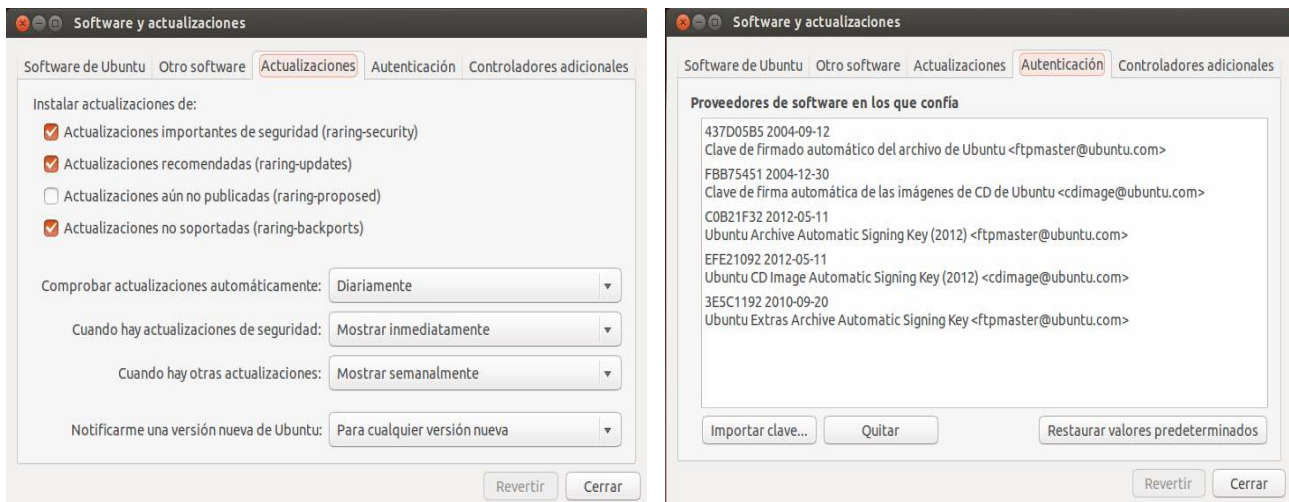 Software y actualizaciones
Software de Ubuntu Otro software Actualizaciones Autenticación Controladores adicionales
Instalar actualizaciones de:
Actualizaciones importantes de seguridad (raring-security)
Actualizaciones recomendadas (raring-updates)
Actualizaciones aún no publicadas (raring-proposed)
Actualizaciones no soportadas (raring-backports)
Comprobar actualizaciones automáticamente: Diariamente
Cuando hay actualizaciones de seguridad: Mostrar inmediatamente
Cuando hay otras actualizaciones: Mostrar semanalmente
Notificarme una versión nueva de Ubuntu: Para cualquier versión nueva
Revertir Cerrar
Software y actualizaciones
Software de Ubuntu Otro software Actualizaciones Autenticación Controladores adicionales
Proveedores de software en los que confía
437D05B5 2004-09-12
Clave de firmado automático del archivo de Ubuntu <ftpmaster@ubuntu.com>
FBB75451 2004-12-30
Clave de firma automática de las imágenes de CD de Ubuntu <cdimage@ubuntu.com>
C0B21F32 2012-05-11
Ubuntu Archive Automatic Signing Key (2012) <ftpmaster@ubuntu.com>
EFE21092 2012-05-11
Ubuntu CD Image Automatic Signing Key (2012) <cdimage@ubuntu.com>
3E5C1192 2010-09-20
Ubuntu Extras Archive Automatic Signing Key <ftpmaster@ubuntu.com>
Importar clave... Quitar Restaurar valores predeterminados
Revertir Cerrar